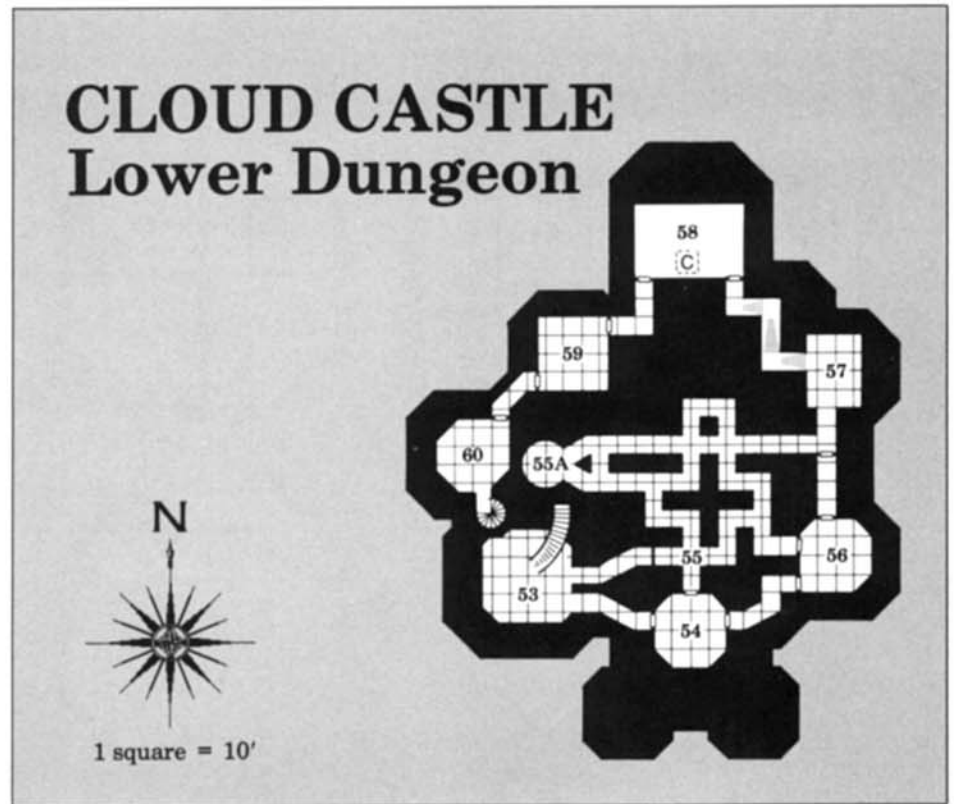 CLOUD CASTLE
Lower Dungeon
58
C
59
57
60
55A
55
56
53
54
N
1 square = 10'